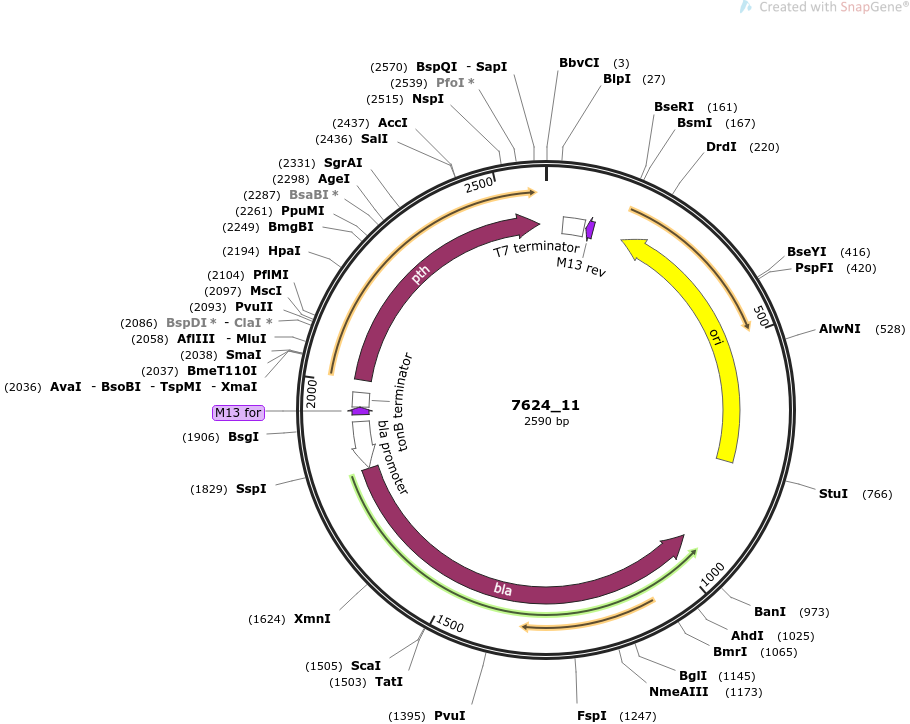 Created with SnapGene®
(2570) BspQI - SapI
(2539) PfoI *
(2515) NspI
(2437) AccI
(2436) SalI
(2331) SgrAI
(2298) AgeI
(2287) BsaBI *
(2261) PpuMI
(2249) BmgBI
(2194) HpaI
(2104) PflMI
(2097) MscI
(2093) PvuII
(2086) BspDI * - ClaI *
(2058) AflIII - MluI
(2038) SmaI
(2037) BmeT110I
(2036) AvaI - BsoBI - TspMI - XmaI
M13 for
(1906) BsgI
(1829) SspI
(1624) XmnI
(1505) ScaI
(1503) TatI
(1395) PvuI
BbvCI (3)
BlpI (27)
BseRI (161)
BsmI (167)
DrdI (220)
BseYI (416)
PspFI (420)
AlwNI (528)
StuI (766)
BanI (973)
AhdI (1025)
BmrI (1065)
BglI (1145)
NmeAIII (1173)
FspI (1247)
500
1000
1500
2000
2500
pth
T7 terminator
M13 rev
ori
tonB terminator
bla promoter
bla
7624_11
2590 bp